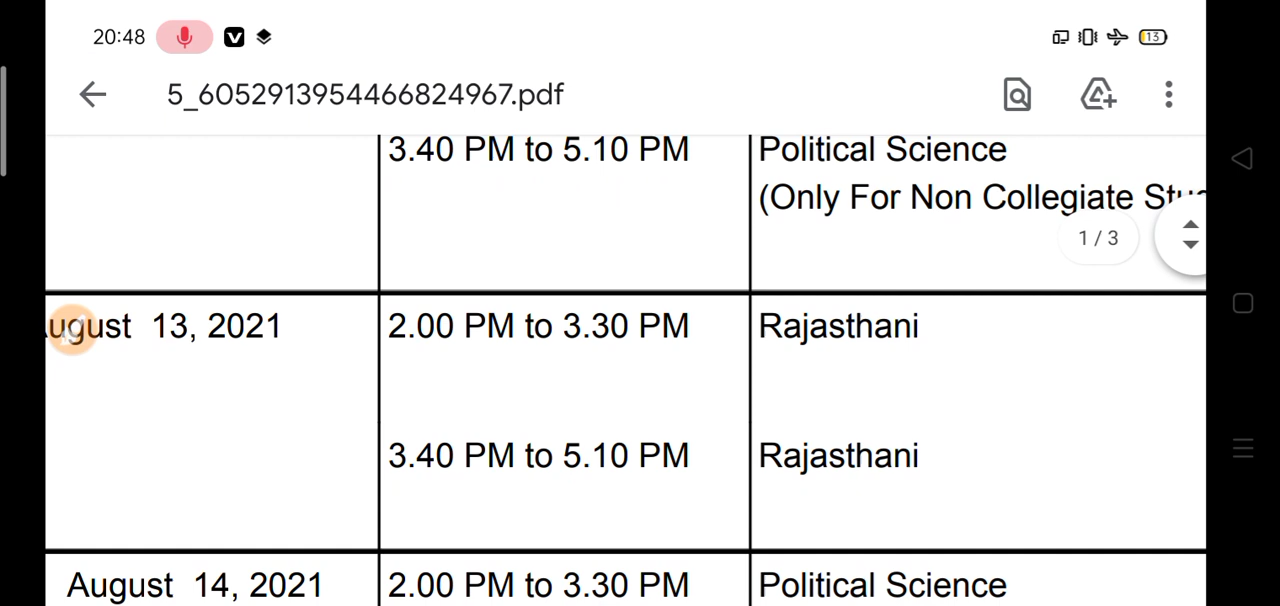 20:48
13
5_6052913954466824967.pdf
3.40 PM to 5.10 PM Political Science
(Only For Non Collegiate
1 / 3
August 13, 2021 2.00 PM to 3.30 PM Rajasthani
3.40 PM to 5.10 PM Rajasthani
August 14, 2021 2.00 PM to 3.30 PM Political Science